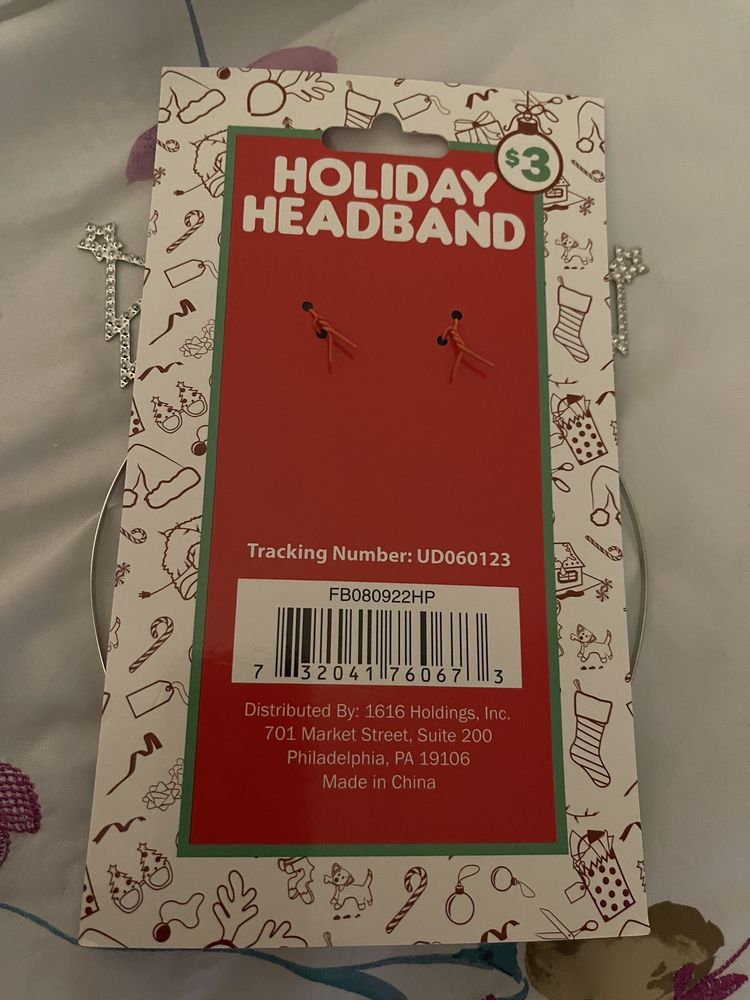 $3
HOLIDAY
HEADBAND
Tracking Number: UD060123
FB080922HP
7 32041 76067 3
Distributed By: 1616 Holdings, Inc.
701 Market Street, Suite 200
Philadelphia, PA 19106
Made in China